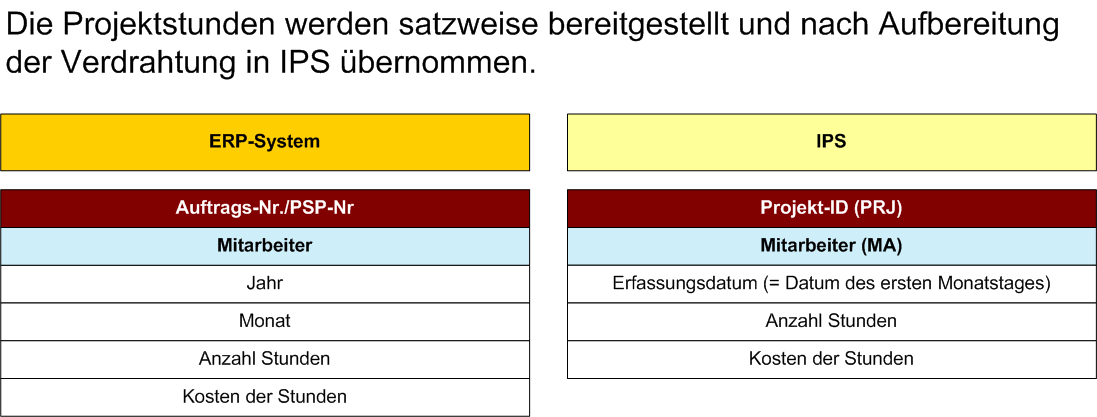 Die Projektstunden werden satzweise bereitgestellt und nach Aufbereitung
der Verdrahtung in IPS übernommen.
ERP-System
Auftrags-Nr./PSP-Nr
Mitarbeiter
Jahr
Monat
Anzahl Stunden
Kosten der Stunden
IPS
Projekt-ID (PRJ)
Mitarbeiter (MA)
Erfassungsdatum (= Datum des ersten Monatstages)
Anzahl Stunden
Kosten der Stunden